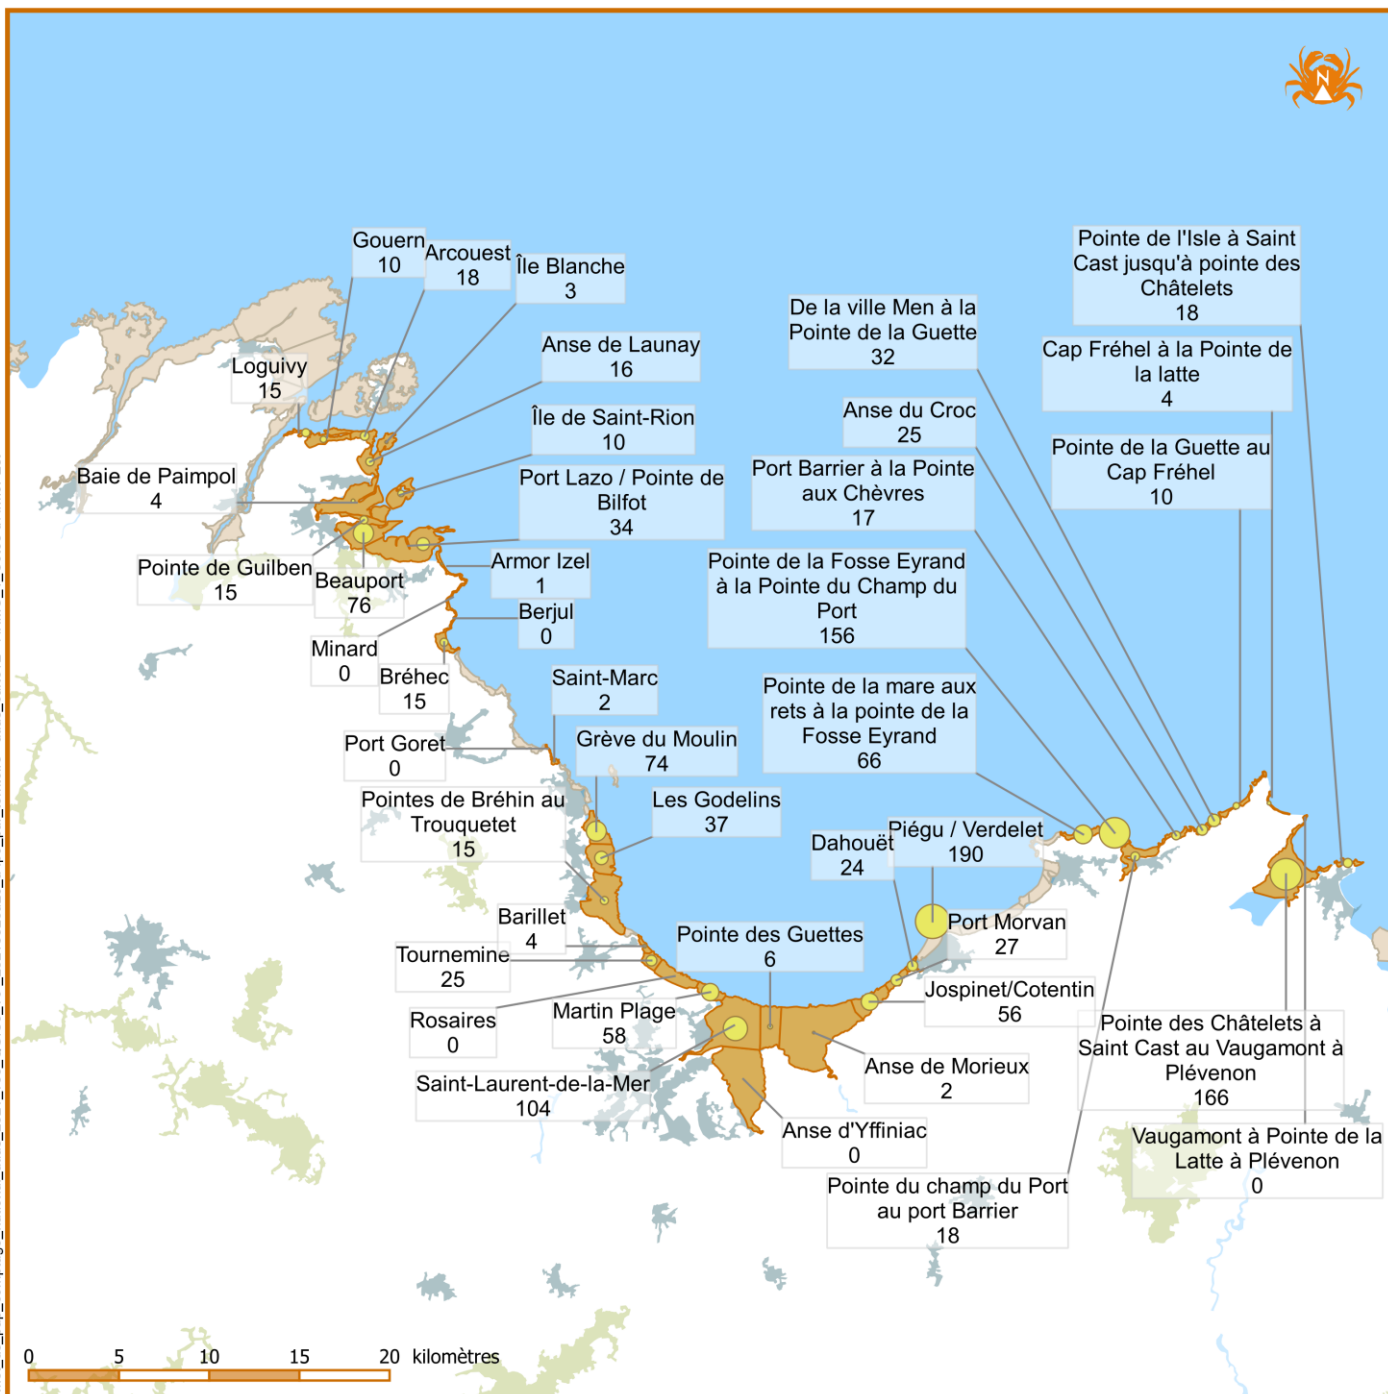 N
Gouern
10
Arcouest
18
Île Blanche
3
Anse de Launay
16
Loguivy
15
Île de Saint-Rion
10
Baie de Paimpol
4
Port Lazo / Pointe de
Bilfot
34
Pointe de Guilben
15
Beauport
76
Armor Izel
1
Berjul
0
Minard
0
Bréhec
15
Saint-Marc
2
Port Goret
0
Grève du Moulin
74
Pointes de Bréhin au
Trouquetet
15
Les Godelins
37
Barillet
4
Tournemine
25
Rosaires
0
Martin Plage
58
Saint-Laurent-de-la-Mer
104
Pointe des Guettes
6
Anse d'Yffiniac
0
Anse de Morieux
2
Jospinet/Cotentin
56
Port Morvan
27
Dahouët
24
Piégu / Verdelet
190
Pointe de la mare aux
rets à la pointe de la
Fosse Eyrand
66
Pointe de la Fosse Eyrand
à la Pointe du Champ du
Port
156
Port Barrier à la Pointe
aux Chèvres
17
Anse du Croc
25
De la ville Men à la
Pointe de la Guette
32
Pointe de l'Isle à Saint
Cast jusqu'à pointe des
Châtelets
18
Cap Fréhel à la Pointe de
la latte
4
Pointe de la Guette au
Cap Fréhel
10
Pointe des Châtelets à
Saint Cast au Vaugamont à
Plévenon
166
Vaugamont à Pointe de la
Latte à Plévenon
0
Pointe du champ du Port
au port Barrier
18
0 5 10 15 20 kilomètres